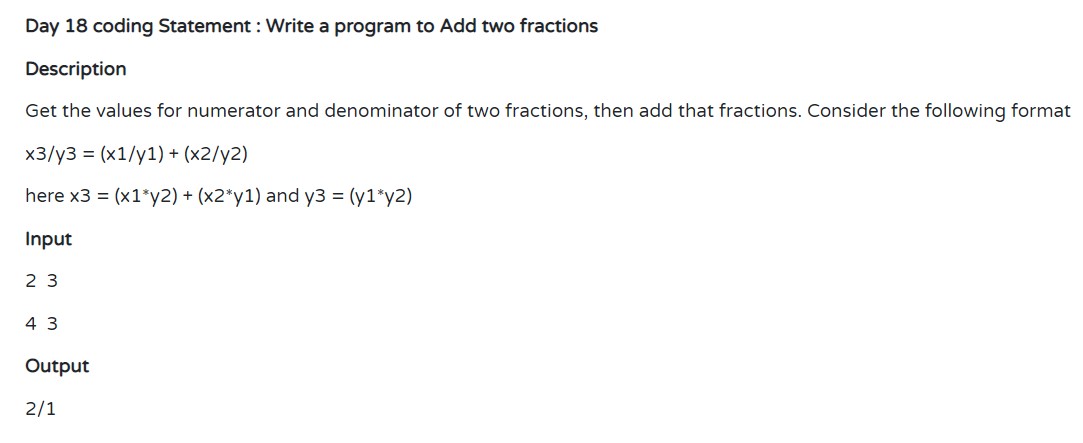 Day 18 coding Statement : Write a program to Add two fractions
Description
Get the values for numerator and denominator of two fractions, then add that fractions. Consider the following format
x3/y3 = (x1/y1) + (x2/y2)
here x3 = (x1*y2) + (x2*y1) and y3 = (y1*y2)
Input
2 3
4 3
Output
2/1